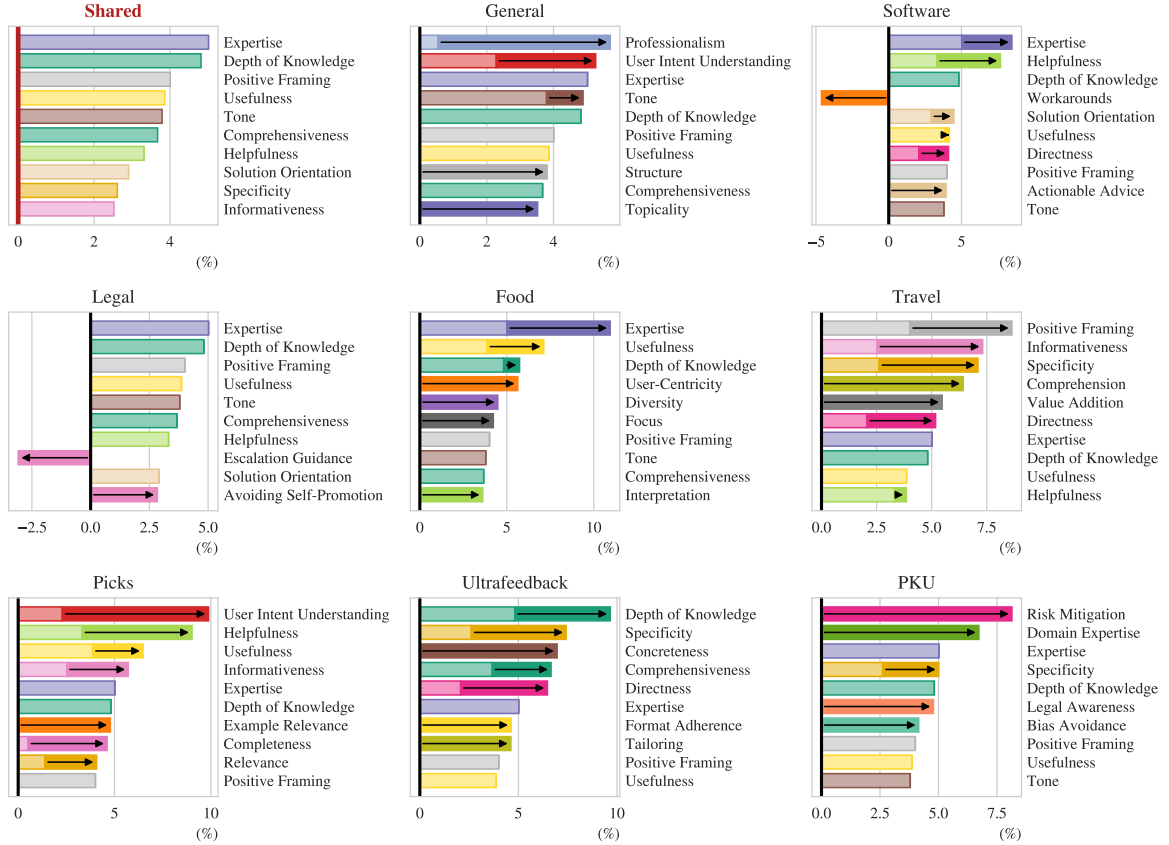 Shared
Expertise
Depth of Knowledge
Positive Framing
Usefulness
Tone
Comprehensiveness
Helpfulness
Solution Orientation
Specificity
Informativeness
0 2 4
(%)
General
Professionalism
User Intent Understanding
Expertise
Tone
Depth of Knowledge
Positive Framing
Usefulness
Structure
Comprehensiveness
Topicality
0 2 4
(%)
Software
Expertise
Helpfulness
Depth of Knowledge
Workarounds
Solution Orientation
Usefulness
Directness
Positive Framing
Actionable Advice
Tone
−5 0 5
(%)
Legal
Expertise
Depth of Knowledge
Positive Framing
Usefulness
Tone
Comprehensiveness
Helpfulness
Escalation Guidance
Solution Orientation
Avoiding Self-Promotion
−2.5 0.0 2.5 5.0
(%)
Food
Expertise
Usefulness
Depth of Knowledge
User-Centricity
Diversity
Focus
Positive Framing
Tone
Comprehensiveness
Interpretation
0 5 10
(%)
Travel
Positive Framing
Informativeness
Specificity
Comprehension
Value Addition
Directness
Expertise
Depth of Knowledge
Usefulness
Helpfulness
0.0 2.5 5.0 7.5
(%)
Picks
User Intent Understanding
Helpfulness
Usefulness
Informativeness
Expertise
Depth of Knowledge
Example Relevance
Completeness
Relevance
Positive Framing
0 5 10
(%)
Ultrafeedback
Depth of Knowledge
Specificity
Concreteness
Comprehensiveness
Directness
Expertise
Format Adherence
Tailoring
Positive Framing
Usefulness
0 5 10
(%)
PKU
Risk Mitigation
Domain Expertise
Expertise
Specificity
Depth of Knowledge
Legal Awareness
Bias Avoidance
Positive Framing
Usefulness
Tone
0.0 2.5 5.0 7.5
(%)